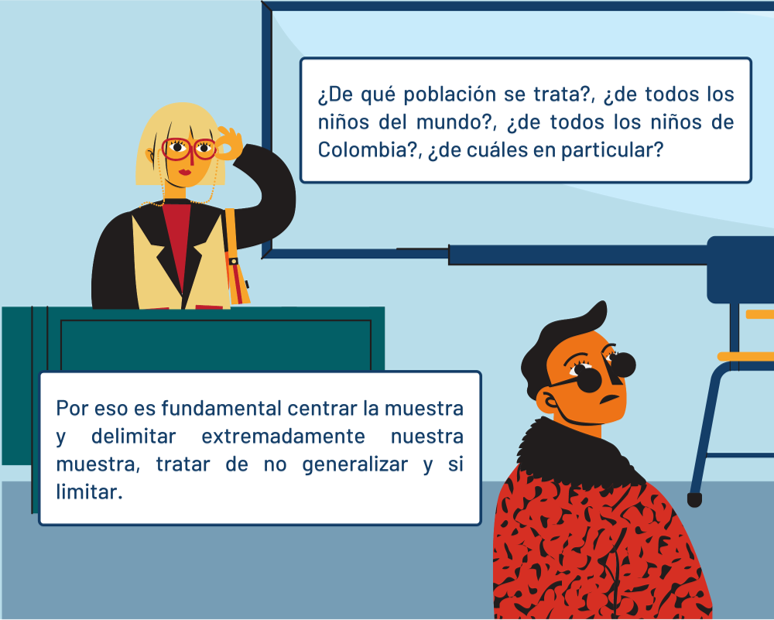 ¿De qué población se trata?, ¿de todos los
niños del mundo?, ¿de todos los niños de
Colombia?, ¿de cuáles en particular?
Por eso es fundamental centrar la muestra
y delimitar extremadamente nuestra
muestra, tratar de no generalizar y si
limitar.